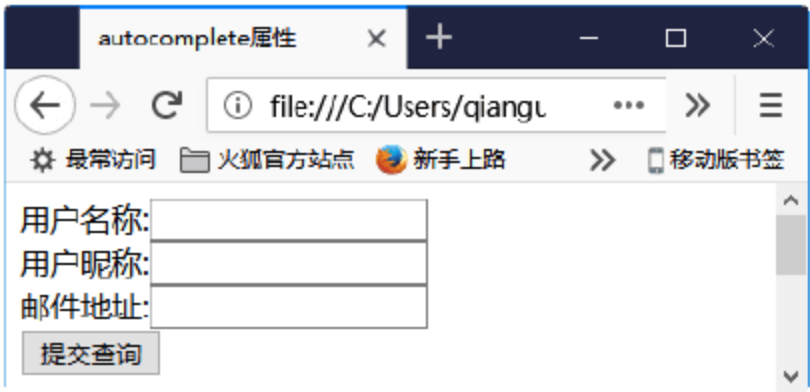 autocomplete属性
file:///C:/Users/qiangu
最常访问 火狐官方站点 新手上路 移动版书签
用户名称:
用户昵称:
邮件地址:
提交查询